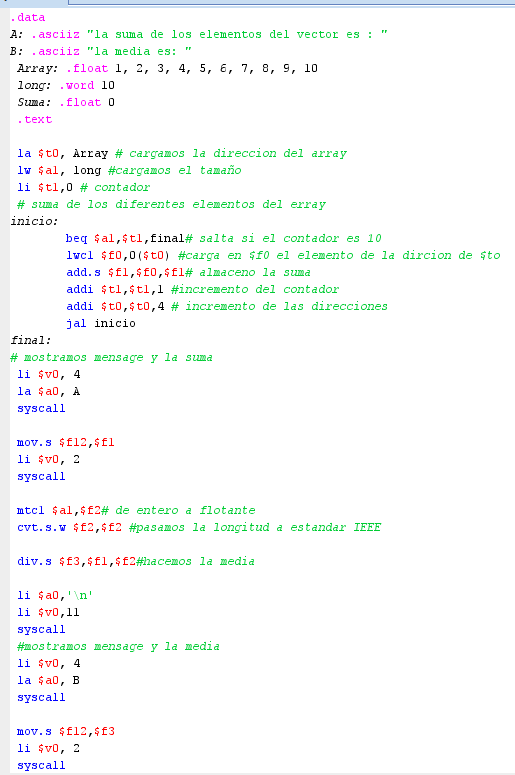 .data
A: .asciiz "la suma de los elementos del vector es : "
B: .asciiz "la media es: "
Array: .float 1, 2, 3, 4, 5, 6, 7, 8, 9, 10
long: .word 10
Suma: .float 0
.text
la $t0, Array # cargamos la direccion del array
lw $a1, long #cargamos el tamaño
li $t1,0 # contador
# suma de los diferentes elementos del erray
inicio:
beq $a1,$t1,final# salta si el contador es 10
lwc1 $f0,0($t0) #carga en $f0 el elemento de la dircion de $to
add.s $f1,$f0,$f1# almaceno la suma
addi $t1,$t1,1 #incremento del contador
addi $t0,$t0,4 # incremento de las direcciones
jal inicio
final:
# mostramos mensage y la suma
li $v0, 4
la $a0, A
syscall
mov.s $f12,$f1
li $v0, 2
syscall
mtc1 $a1,$f2# de entero a flotante
cvt.s.w $f2,$f2 #pasamos la longitud a estandar IEEE
div.s $f3,$f1,$f2#hacemos la media
li $a0,'\n'
li $v0,11
syscall
#mostramos mensage y la media
li $v0, 4
la $a0, B
syscall
mov.s $f12,$f3
li $v0, 2
syscall